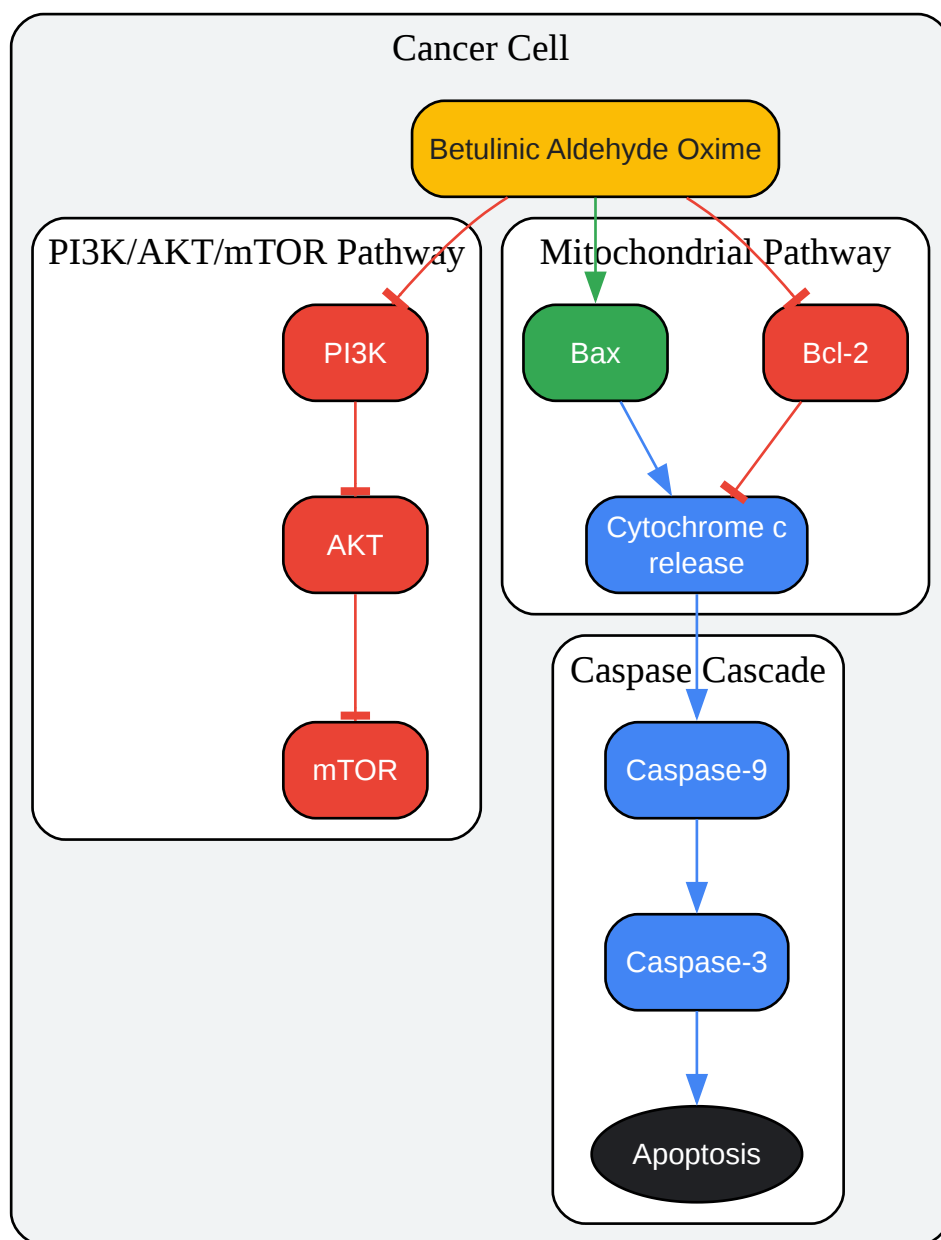 Cancer Cell
Betulinic Aldehyde Oxime
PI3K/AKT/mTOR Pathway
Mitochondrial Pathway
PI3K
Bax
Bcl-2
AKT
Cytochrome c
release
Caspase Cascade
mTOR
Caspase-9
Caspase-3
Apoptosis